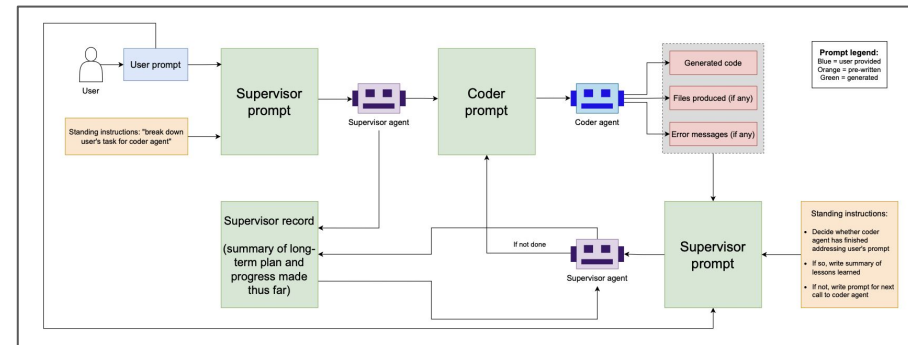 User
User prompt
Standing instructions: "break down
user's task for coder agent"
Supervisor
prompt
Supervisor agent
Coder
prompt
Coder agent
Generated code
Files produced (if any)
Error messages (if any)
Prompt legend:
Blue = user provided
Orange = pre-written
Green = generated
Supervisor record
(summary of long-
term plan and
progress made
thus far)
If not done
Supervisor agent
Supervisor
prompt
Standing instructions:
• Decide whether coder
agent has finished
addressing user's prompt
• If so, write summary of
lessons learned
• If not, write prompt for next
call to coder agent